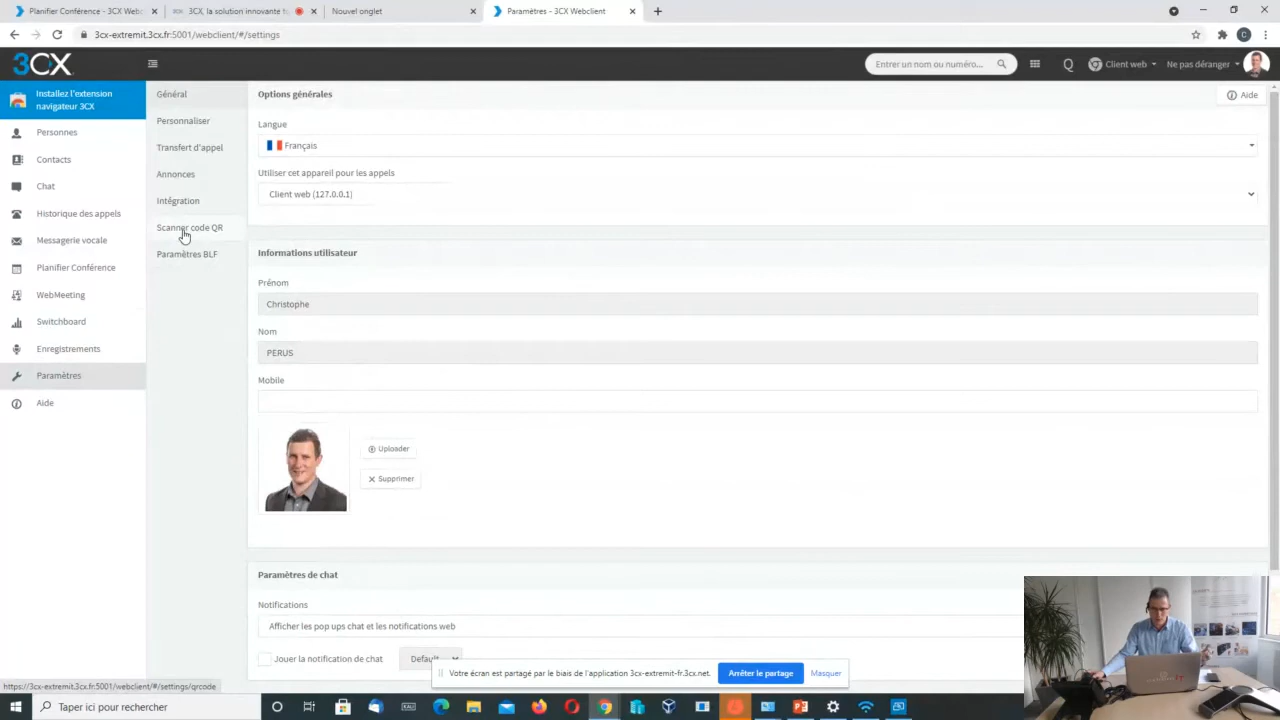 Planifier Conférence - 3CX Webc
3CX, la solution innovante
Nouvel onglet
Paramètres - 3CX Webclient
3cx-extremit.3cx.fr:5001/webclient/#/settings
3CX
Entrer un nom ou numéro...
Client web
Ne pas déranger
Installez l'extension
navigateur 3CX
Personnes
Contacts
Chat
Historique des appels
Messagerie vocale
Planifier Conférence
WebMeeting
Switchboard
Enregistrements
Paramètres
Aide
Général
Personnaliser
Transfert d'appel
Annonces
Intégration
Scanner code QR
Paramètres BLF
Options générales
Aide
Langue
Français
Utiliser cet appareil pour les appels
Client web (127.0.0.1)
Informations utilisateur
Prénom
Christophe
Nom
PERUS
Mobile
Uploader
Supprimer
Paramètres de chat
Notifications
Afficher les pop ups chat et les notifications web
Jouer la notification de chat
Default
Votre écran est partagé par le biais de l'application 3cx-extremit-fr.3cx.net.
Arrêter le partage
Masquer
https://3cx-extremit.3cx.fr:5001/webclient/#/settings/qrcode
Taper ici pour rechercher